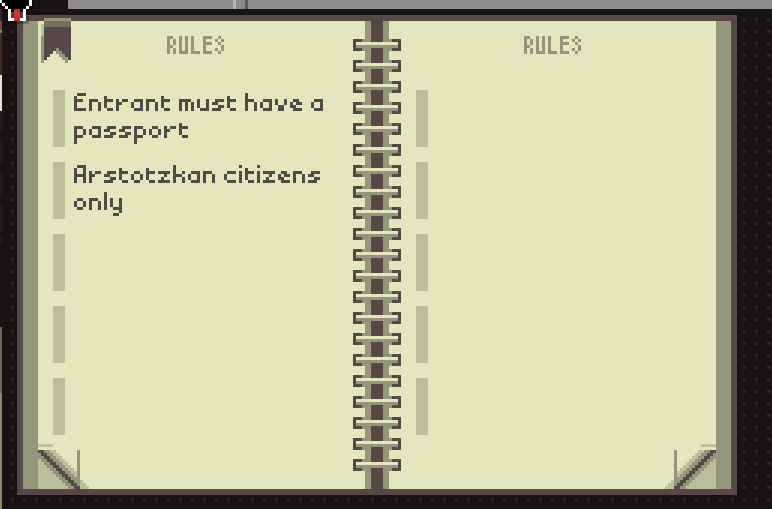 RULES
Entrant must have a
passport
Arstotzkan citizens
only
RULES